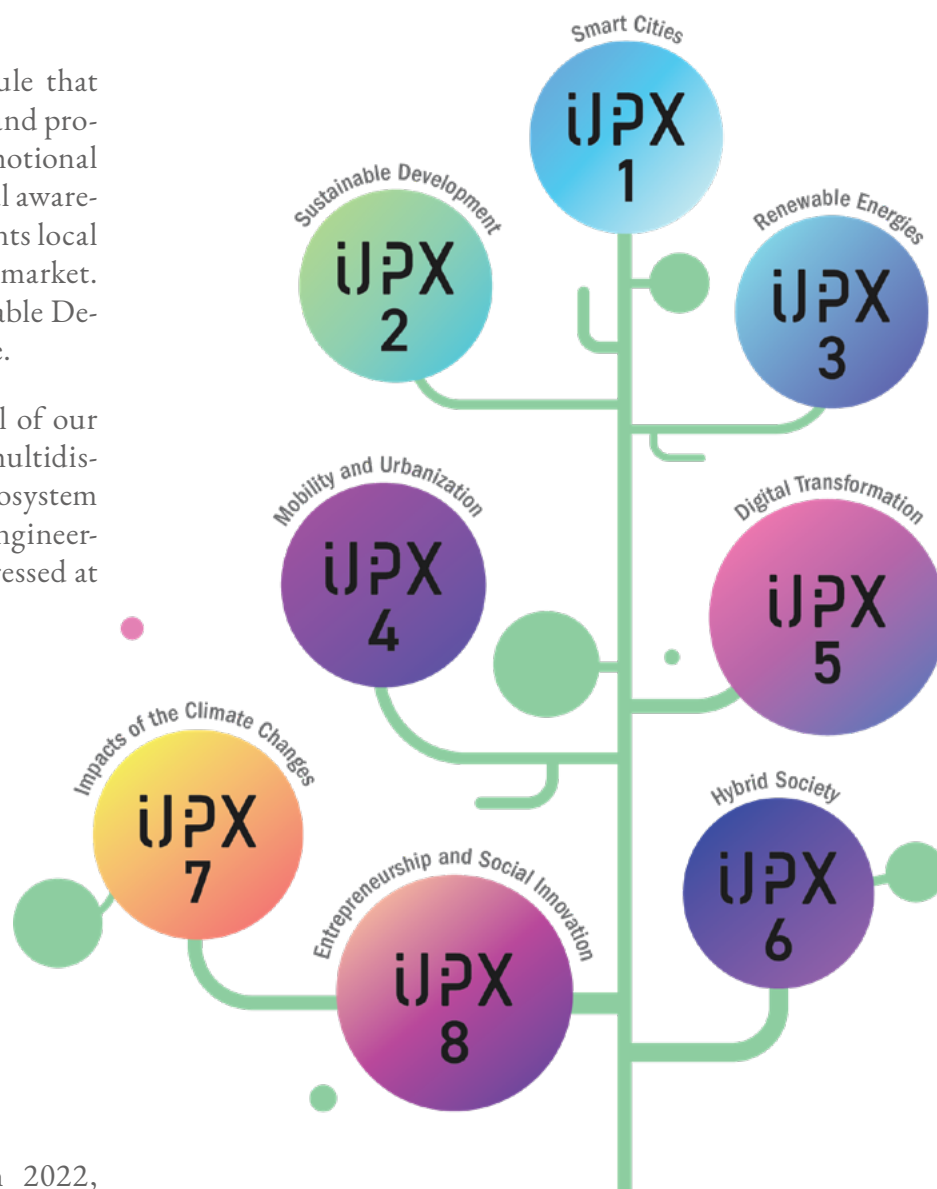 ule that
and pro-
notional
l aware-
nts local
market.
able De-
e.
l of our
nultidis-
osystem
ngineer-
ressed at
n 2022,
Smart Cities
UPX
1
Sustainable Development
UPX
2
Renewable Energies
UPX
3
Mobility and Urbanization
UPX
4
Digital Transformation
UPX
5
Impacts of the Climate Changes
UPX
7
Hybrid Society
UPX
6
Entrepreneurship and Social Innovation
UPX
8